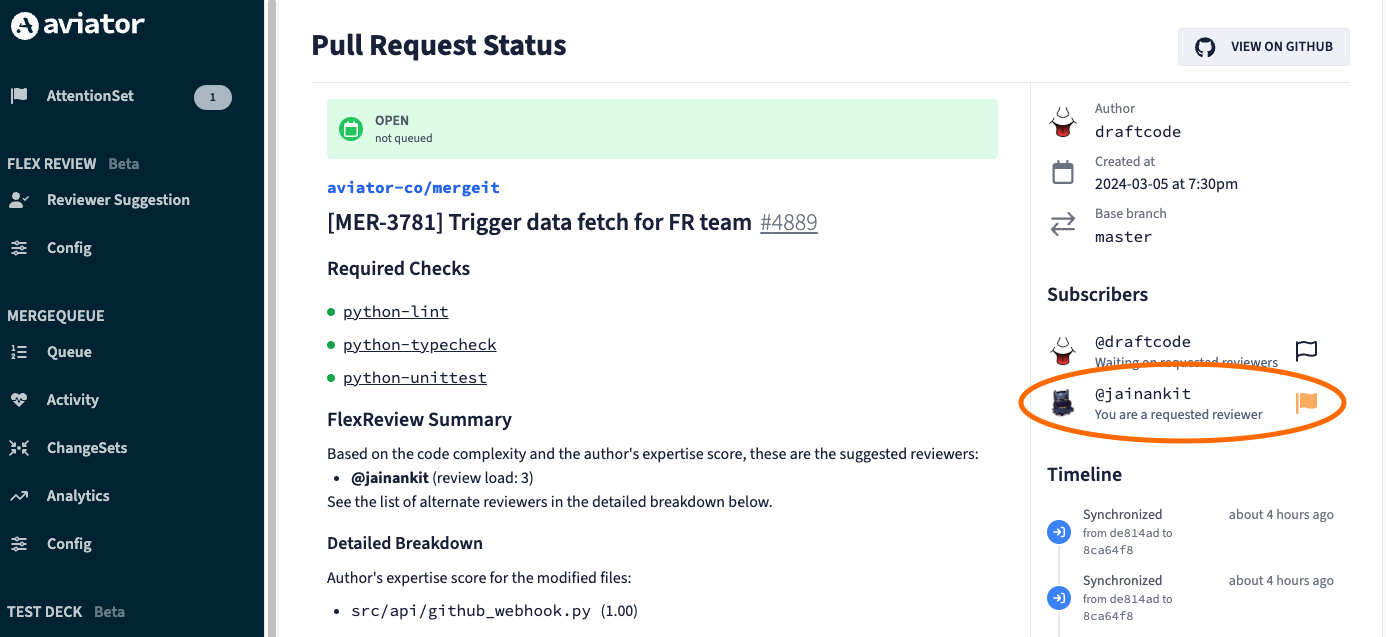 aviator
AttentionSet 1
FLEX REVIEW Beta
Reviewer Suggestion
Config
MERGEQUEUE
Queue
Activity
ChangeSets
Analytics
Config
TEST DECK Beta
Pull Request Status
VIEW ON GITHUB
OPEN
not queued
aviator-co/mergeit
[MER-3781] Trigger data fetch for FR team #4889
Required Checks
python-lint
python-typecheck
python-unittest
FlexReview Summary
Based on the code complexity and the author's expertise score, these are the suggested reviewers:
• @jainankit (review load: 3)
See the list of alternate reviewers in the detailed breakdown below.
Detailed Breakdown
Author's expertise score for the modified files:
• src/api/github_webhook.py (1.00)
Author
draftcode
Created at
2024-03-05 at 7:30pm
Base branch
master
Subscribers
@draftcode
Waiting on requested reviewers
@jainankit
You are a requested reviewer
Timeline
Synchronized about 4 hours ago
from de814ad to
8ca64f8
Synchronized about 4 hours ago
from de814ad to
8ca64f8